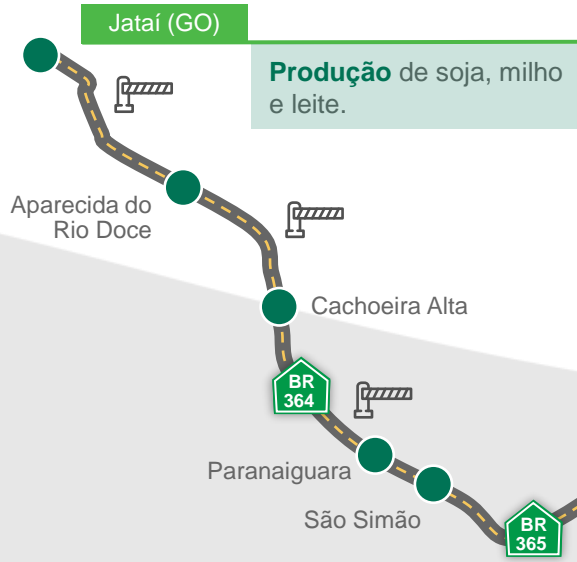 Jataí (GO)
Produção de soja, milho
e leite.
Aparecida do
Rio Doce
Cachoeira Alta
BR
364
Paranaiguara
São Simão
BR
365